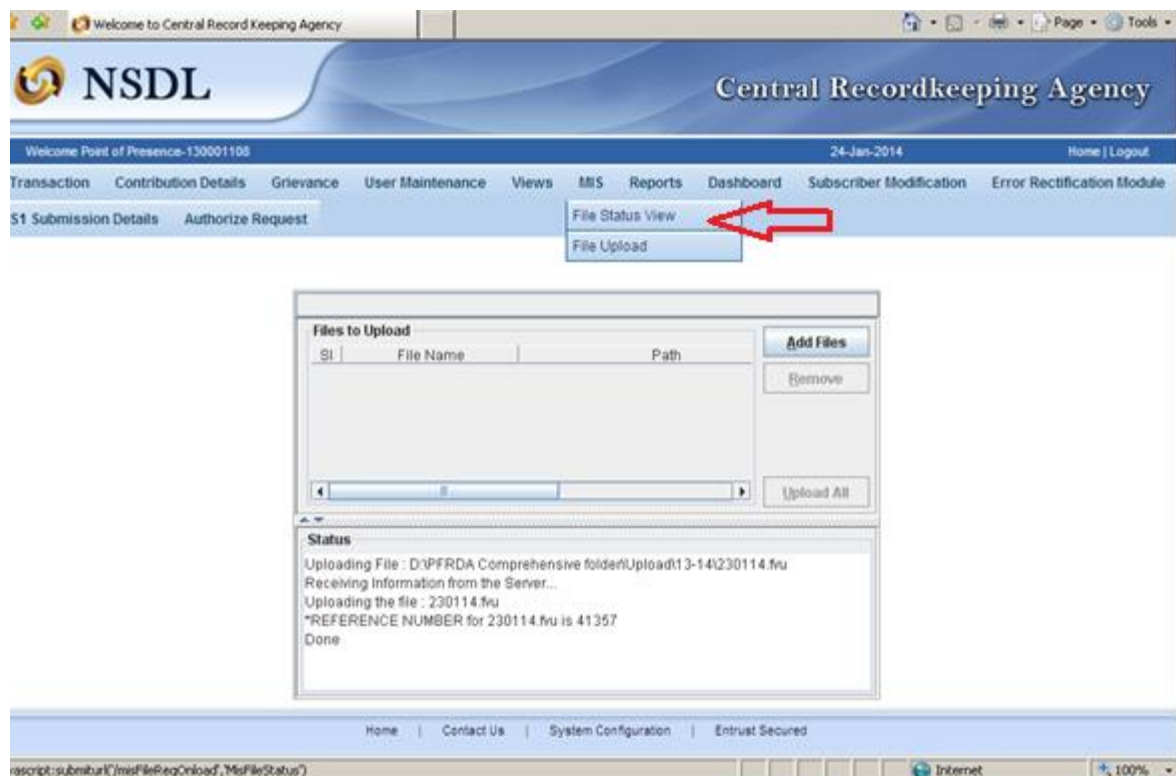 Welcome to Central Record Keeping Agency
Page
Tools
NSDL
Central Recordkeeping Agency
Welcome Point of Presence-130001108
24-Jan-2014
Home | Logout
Transaction Contribution Details Grievance User Maintenance Views MIS Reports Dashboard Subscriber Modification Error Rectification Module
S1 Submission Details Authorize Request
File Status View
File Upload
Files to Upload
SI File Name Path
Add Files
Remove
Upload All
Status
Uploading File : D:\PFRDA Comprehensive folder\Upload\13-14\230114.fvu
Receiving Information from the Server...
Uploading the file : 230114.fvu
*REFERENCE NUMBER for 230114.fvu is 41357
Done
Home | Contact Us | System Configuration | Entrust Secured
vascript:submiturl('/misFileReqOnload','MisFileStatus')
Internet
100%